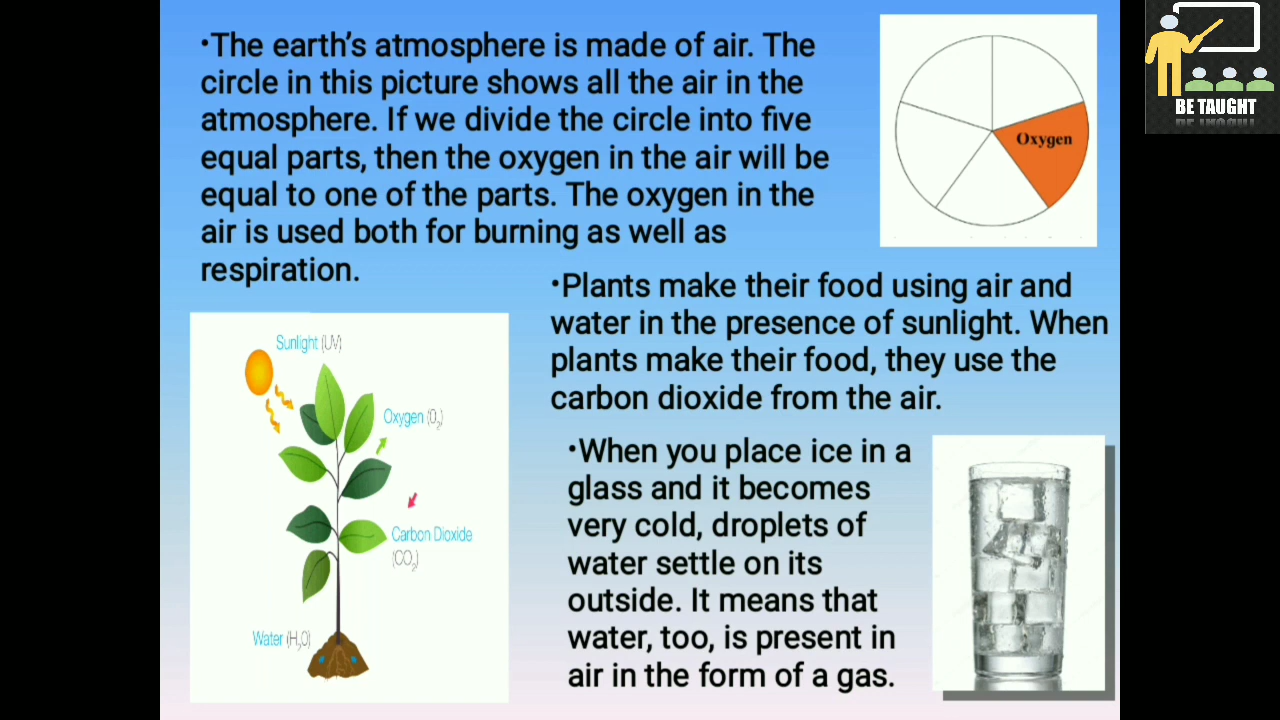 •The earth's atmosphere is made of air. The
circle in this picture shows all the air in the
atmosphere. If we divide the circle into five
equal parts, then the oxygen in the air will be
equal to one of the parts. The oxygen in the
air is used both for burning as well as
respiration.
Oxygen
BE TAUGHT
•Plants make their food using air and
water in the presence of sunlight. When
plants make their food, they use the
carbon dioxide from the air.
Sunlight (UV)
Oxygen (O₂)
Carbon Dioxide
(CO₂)
Water (H₂O)
•When you place ice in a
glass and it becomes
very cold, droplets of
water settle on its
outside. It means that
water, too, is present in
air in the form of a gas.